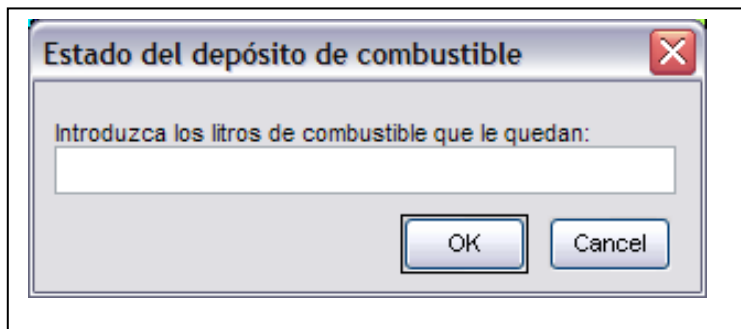 Estado del depósito de combustible
Introduzca los litros de combustible que le quedan:
OK Cancel